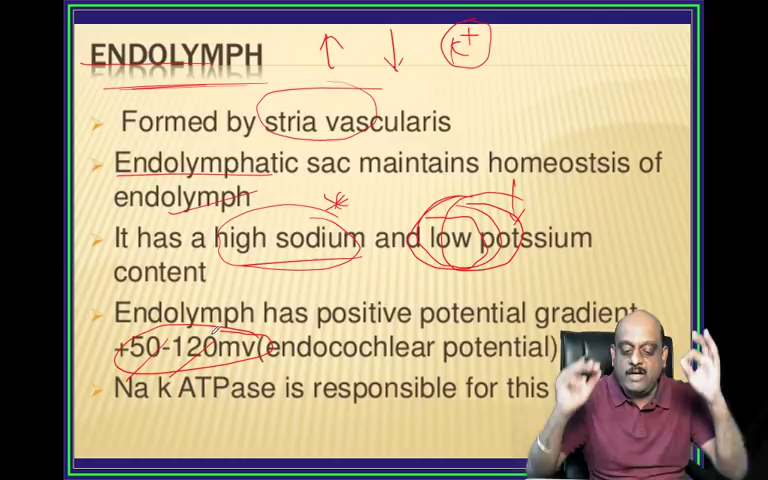 ENDOLYMPH ↑ ↓ K+
Formed by stria vascularis
Endolymphatic sac maintains homeostsis of
endolymph
It has a high sodium and low potssium
content
Endolymph has positive potential gradient
+50-120mv(endocochlear potential)
Na k ATPase is responsible for this